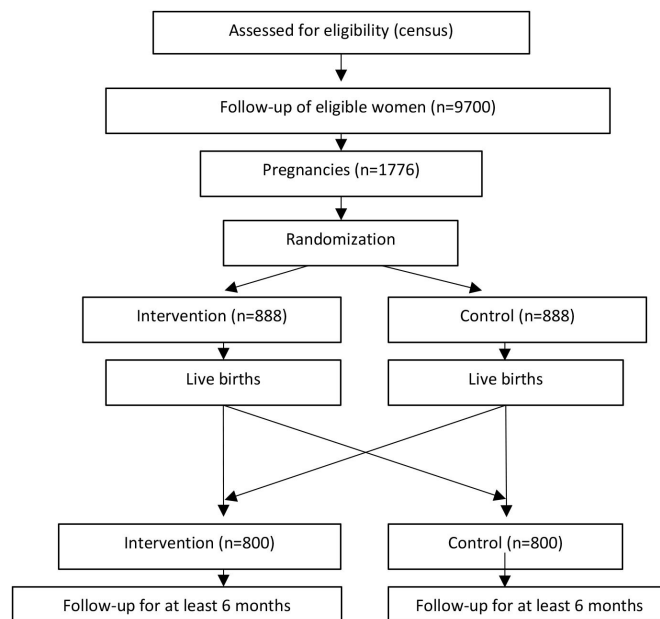 Assessed for eligibility (census)
Follow-up of eligible women (n=9700)
Pregnancies (n=1776)
Randomization
Intervention (n=888)
Control (n=888)
Live births
Live births
Intervention (n=800)
Control (n=800)
Follow-up for at least 6 months
Follow-up for at least 6 months